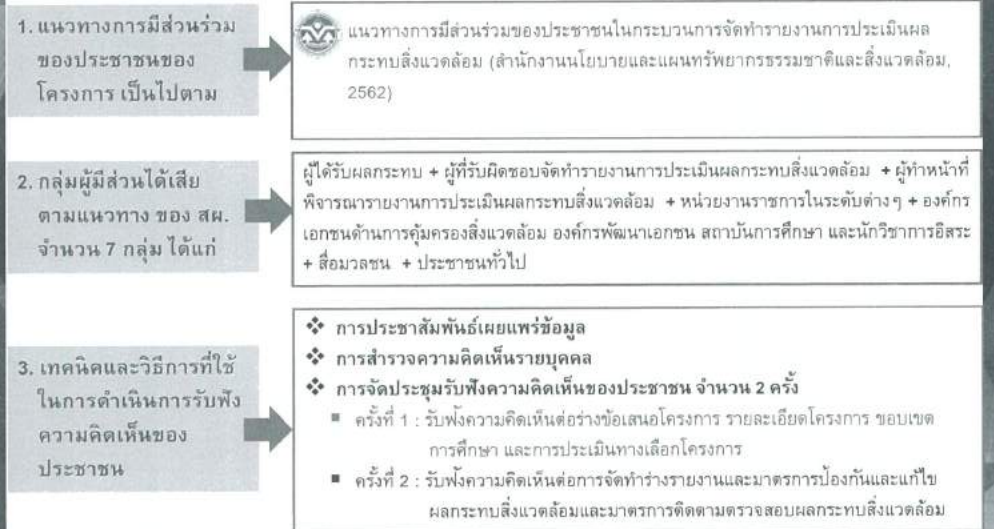 1. แนวทางการมีส่วนร่วม
ของประชาชนของ
โครงการ เป็นไปตาม
แนวทางการมีส่วนร่วมของประชาชนในกระบวนการจัดทำรายงานการประเมินผล
กระทบสิ่งแวดล้อม (สำนักงานนโยบายและแผนทรัพยากรธรรมชาติและสิ่งแวดล้อม,
2562)
2. กลุ่มผู้มีส่วนได้เสีย
ตามแนวทาง ของ สผ.
จำนวน 7 กลุ่ม ได้แก่
ผู้ได้รับผลกระทบ + ผู้ที่รับผิดชอบจัดทำรายงานการประเมินผลกระทบสิ่งแวดล้อม + ผู้ทำหน้าที่
พิจารณารายงานการประเมินผลกระทบสิ่งแวดล้อม + หน่วยงานราชการในระดับต่างๆ + องค์กร
เอกชนด้านการคุ้มครองสิ่งแวดล้อม องค์กรพัฒนาเอกชน สถาบันการศึกษา และนักวิชาการอิสระ
+ สื่อมวลชน + ประชาชนทั่วไป
3. เทคนิคและวิธีการที่ใช้
ในการดำเนินการรับฟัง
ความคิดเห็นของ
ประชาชน
❖ การประชาสัมพันธ์เผยแพร่ข้อมูล
❖ การสำรวจความคิดเห็นรายบุคคล
❖ การจัดประชุมรับฟังความคิดเห็นของประชาชน จำนวน 2 ครั้ง
▪ ครั้งที่ 1 : รับฟังความคิดเห็นต่อร่างข้อเสนอโครงการ รายละเอียดโครงการ ขอบเขต
การศึกษา และการประเมินทางเลือกโครงการ
▪ ครั้งที่ 2 : รับฟังความคิดเห็นต่อการจัดทำร่างรายงานและมาตรการป้องกันและแก้ไข
ผลกระทบสิ่งแวดล้อมและมาตรการติดตามตรวจสอบผลกระทบสิ่งแวดล้อม